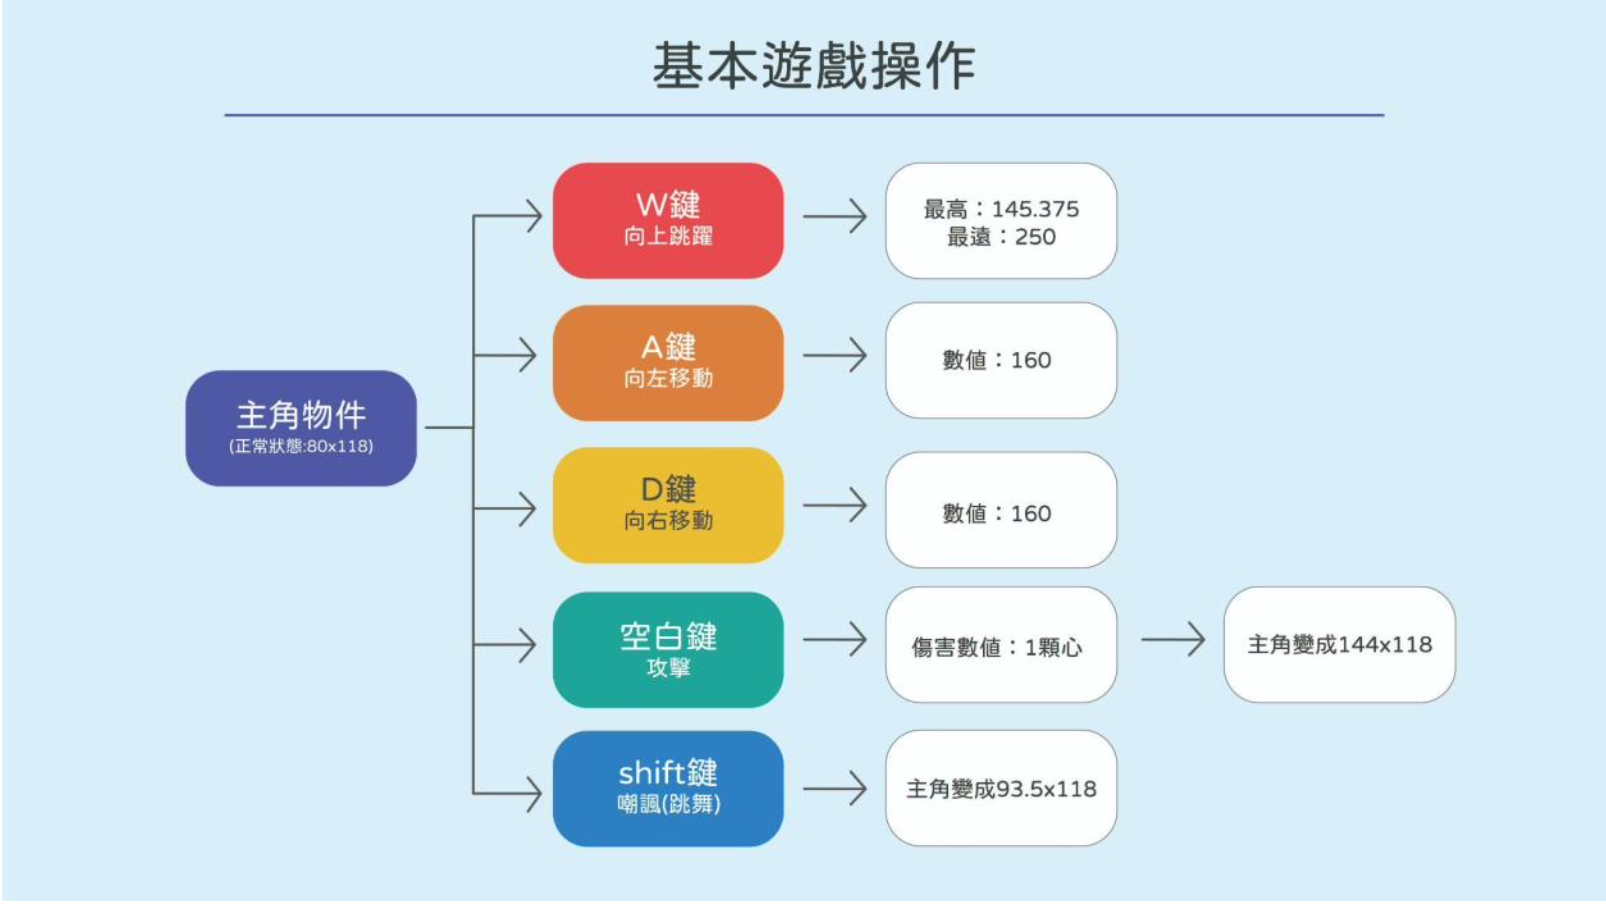 基本遊戲操作
主角物件
(正常狀態:80x118)
W鍵
向上跳躍
最高：145.375
最遠：250
A鍵
向左移動
數值：160
D鍵
向右移動
數值：160
空白鍵
攻擊
傷害數值：1顆心
主角變成144x118
shift鍵
嘲諷(跳舞)
主角變成93.5x118